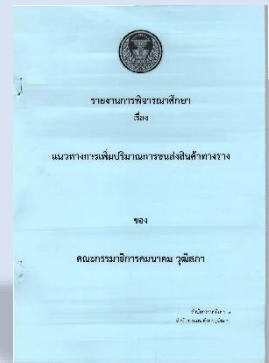 รายงานการพิจารณาศึกษา
เรื่อง
แนวทางการเพิ่มปริมาณการขนส่งสินค้าทางราง
ของ
คณะกรรมาธิการคมนาคม วุฒิสภา